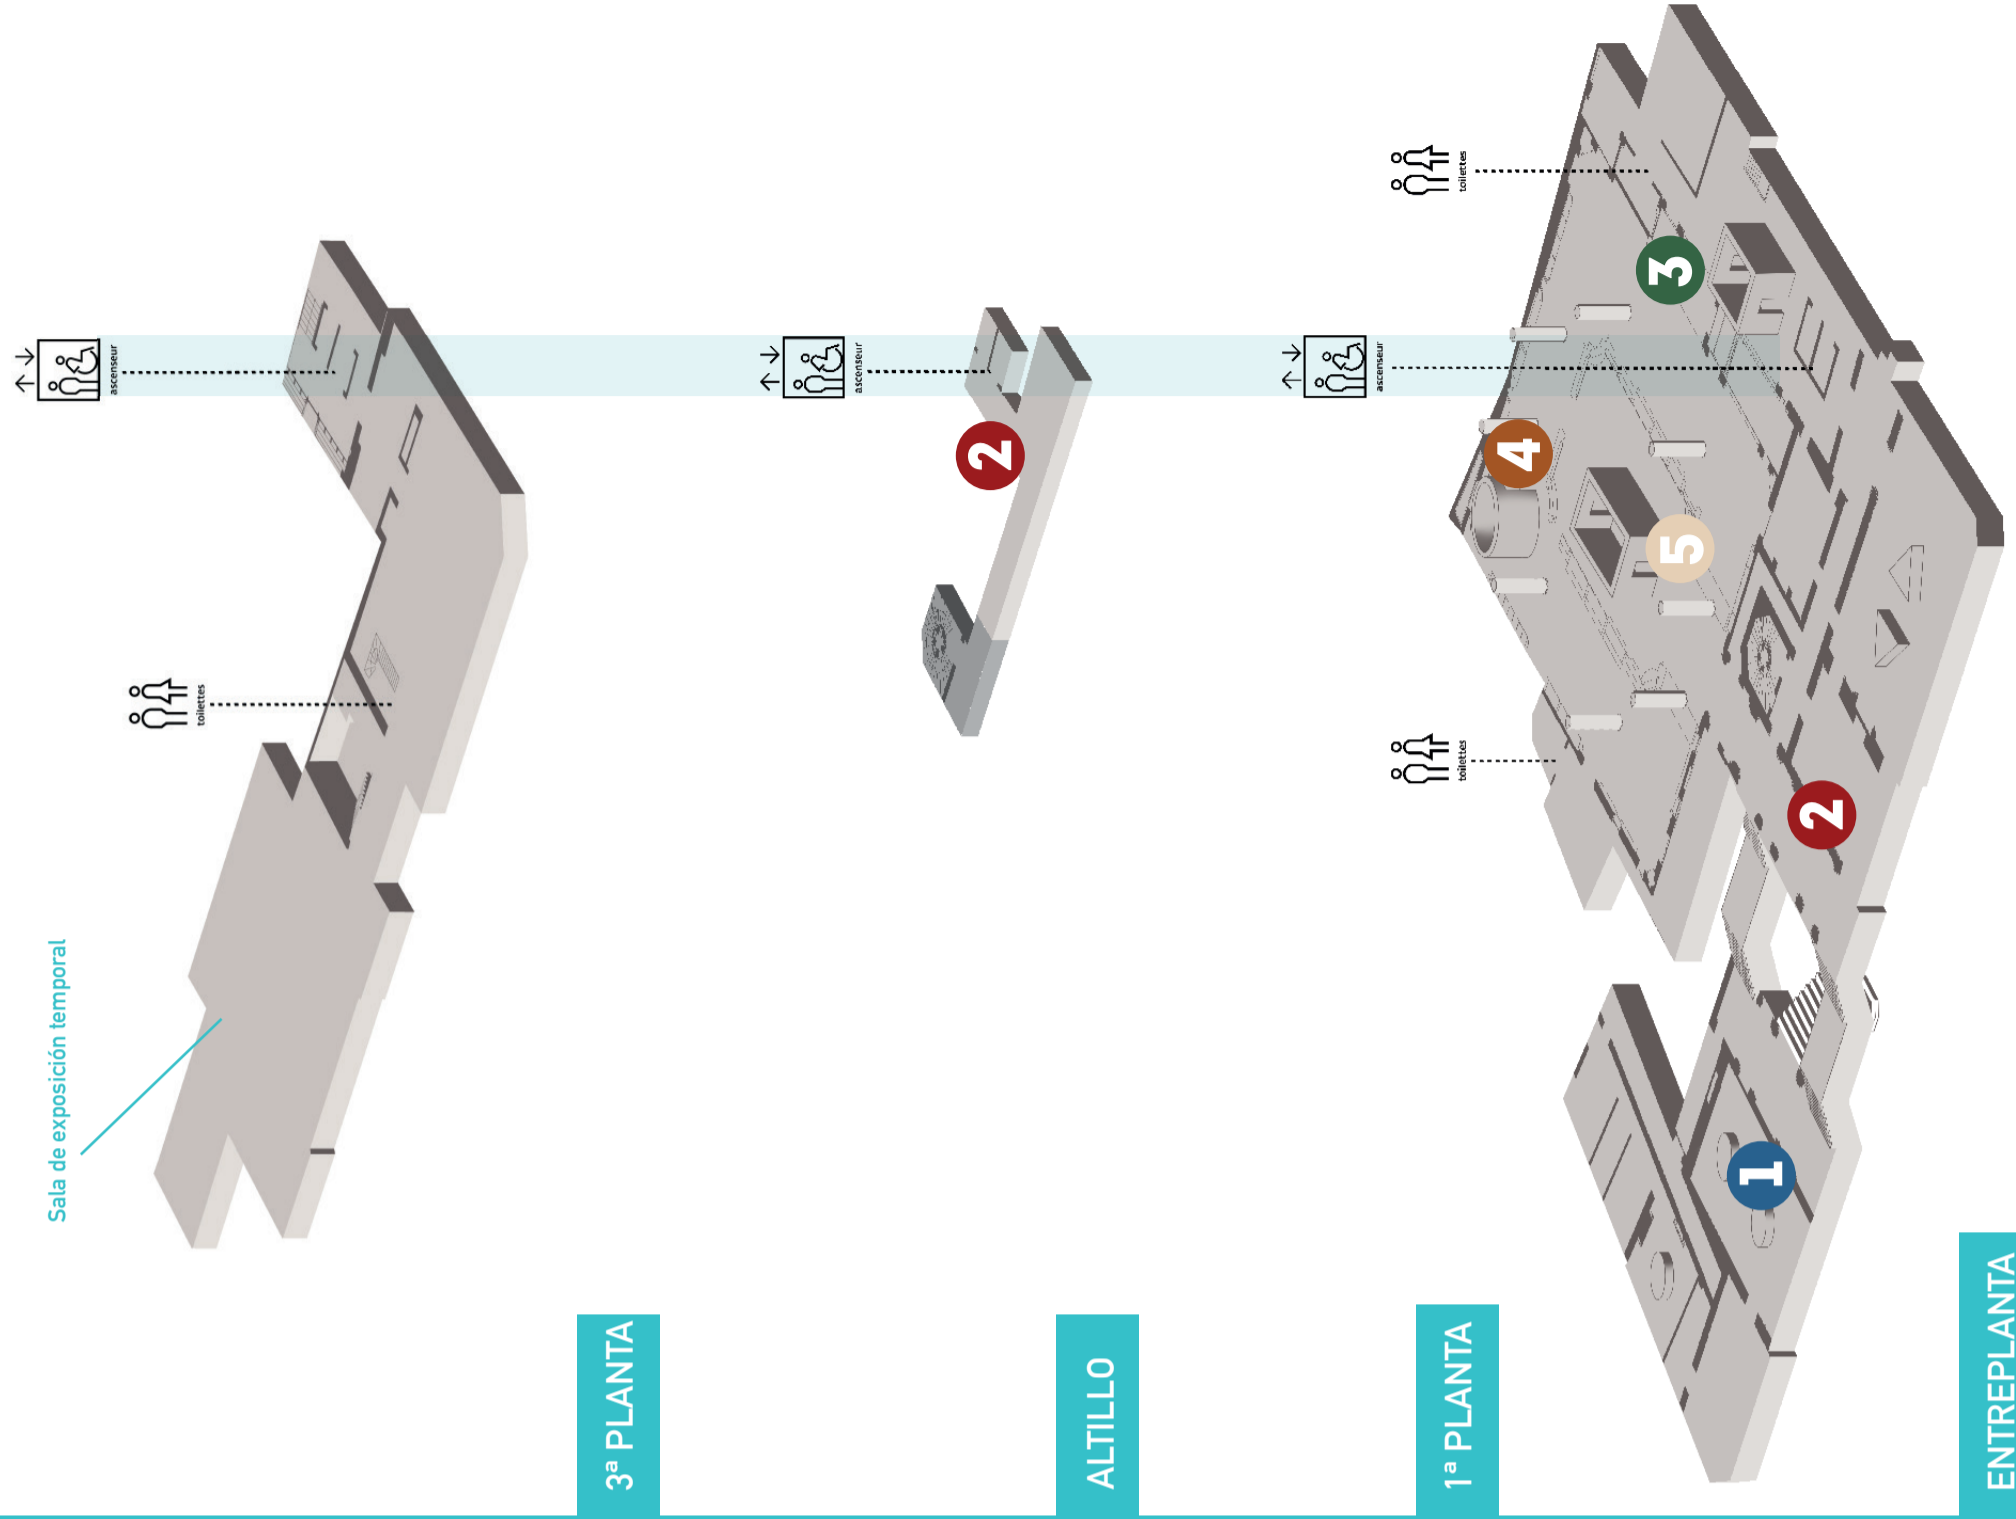 Sala de exposición temporal
ascenseur
toilettes
3ª PLANTA
ascenseur
2
ALTILLO
ascenseur
1ª PLANTA
toilettes
toilettes
4
3
5
1
2
ENTREPLANTA